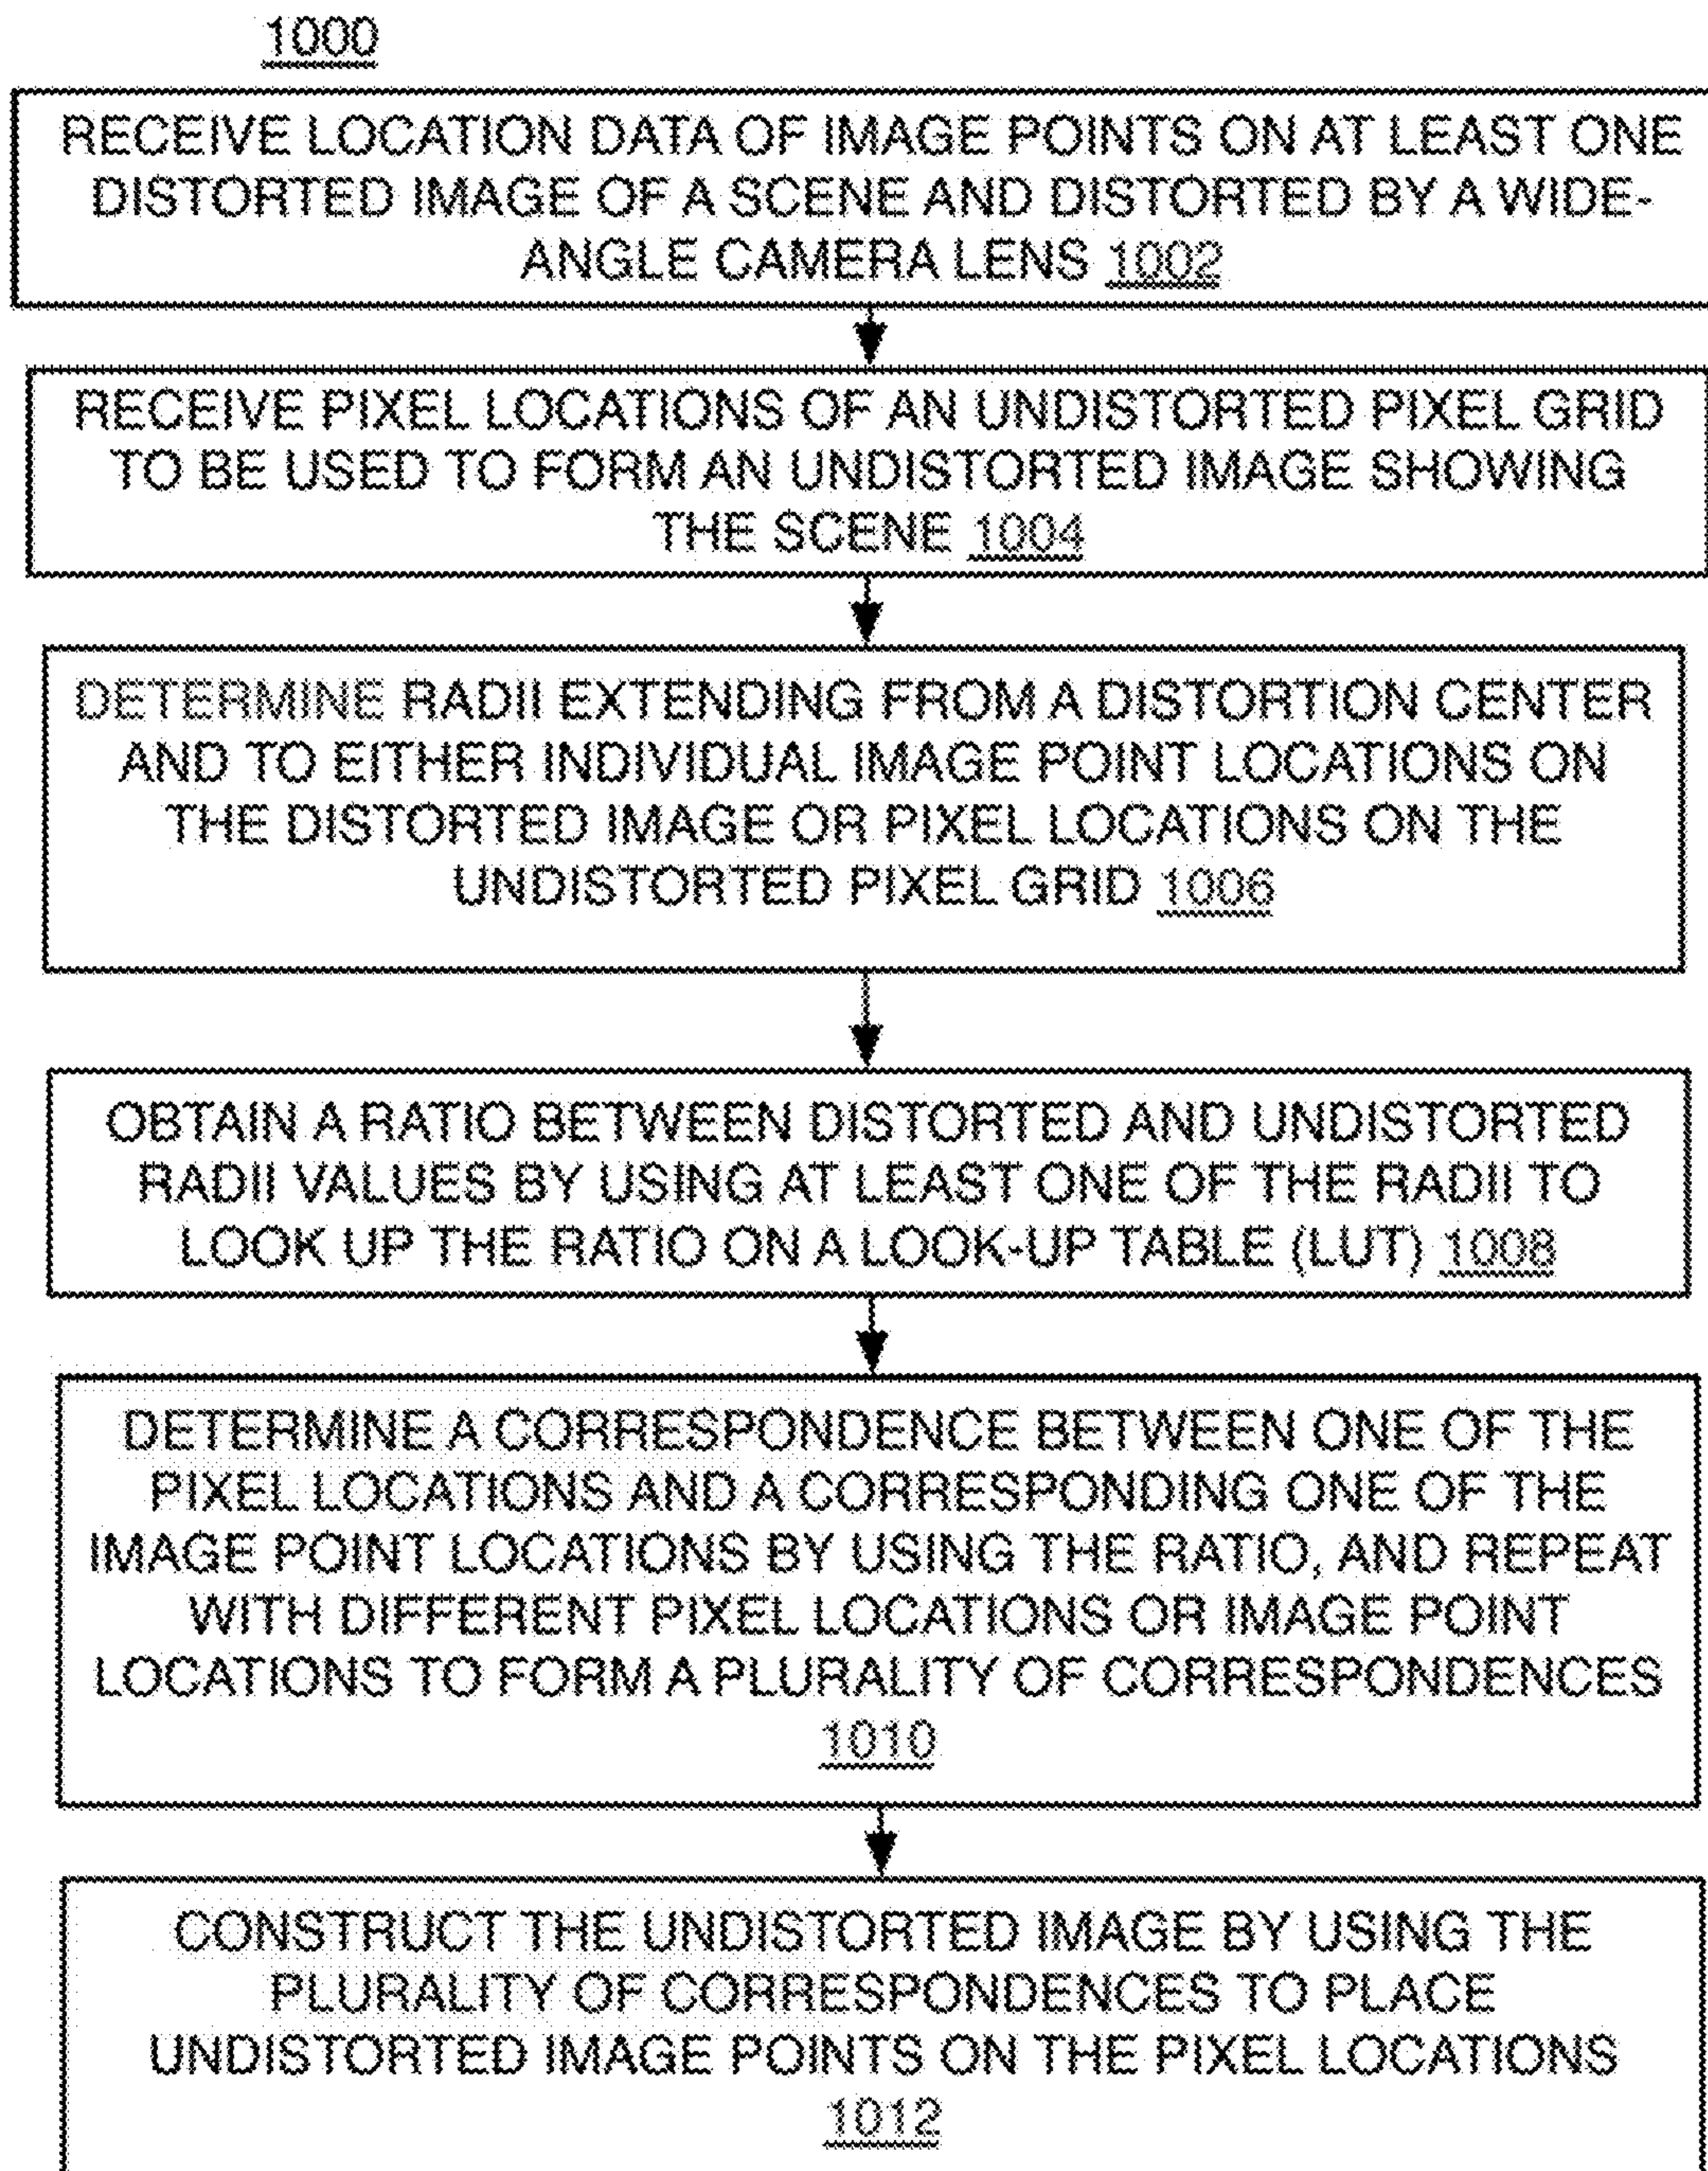 1000
RECEIVE LOCATION DATA OF IMAGE POINTS ON AT LEAST ONE
DISTORTED IMAGE OF A SCENE AND DISTORTED BY A WIDE-
ANGLE CAMERA LENS 1002
RECEIVE PIXEL LOCATIONS OF AN UNDISTORTED PIXEL GRID
TO BE USED TO FORM AN UNDISTORTED IMAGE SHOWING
THE SCENE 1004
DETERMINE RADII EXTENDING FROM A DISTORTION CENTER
AND TO EITHER INDIVIDUAL IMAGE POINT LOCATIONS ON
THE DISTORTED IMAGE OR PIXEL LOCATIONS ON THE
UNDISTORTED PIXEL GRID 1006
OBTAIN A RATIO BETWEEN DISTORTED AND UNDISTORTED
RADII VALUES BY USING AT LEAST ONE OF THE RADII TO
LOOK UP THE RATIO ON A LOOK-UP TABLE (LUT) 1008
DETERMINE A CORRESPONDENCE BETWEEN ONE OF THE
PIXEL LOCATIONS AND A CORRESPONDING ONE OF THE
IMAGE POINT LOCATIONS BY USING THE RATIO, AND REPEAT
WITH DIFFERENT PIXEL LOCATIONS OR IMAGE POINT
LOCATIONS TO FORM A PLURALITY OF CORRESPONDENCES
1010
CONSTRUCT THE UNDISTORTED IMAGE BY USING THE
PLURALITY OF CORRESPONDENCES TO PLACE
UNDISTORTED IMAGE POINTS ON THE PIXEL LOCATIONS
1012